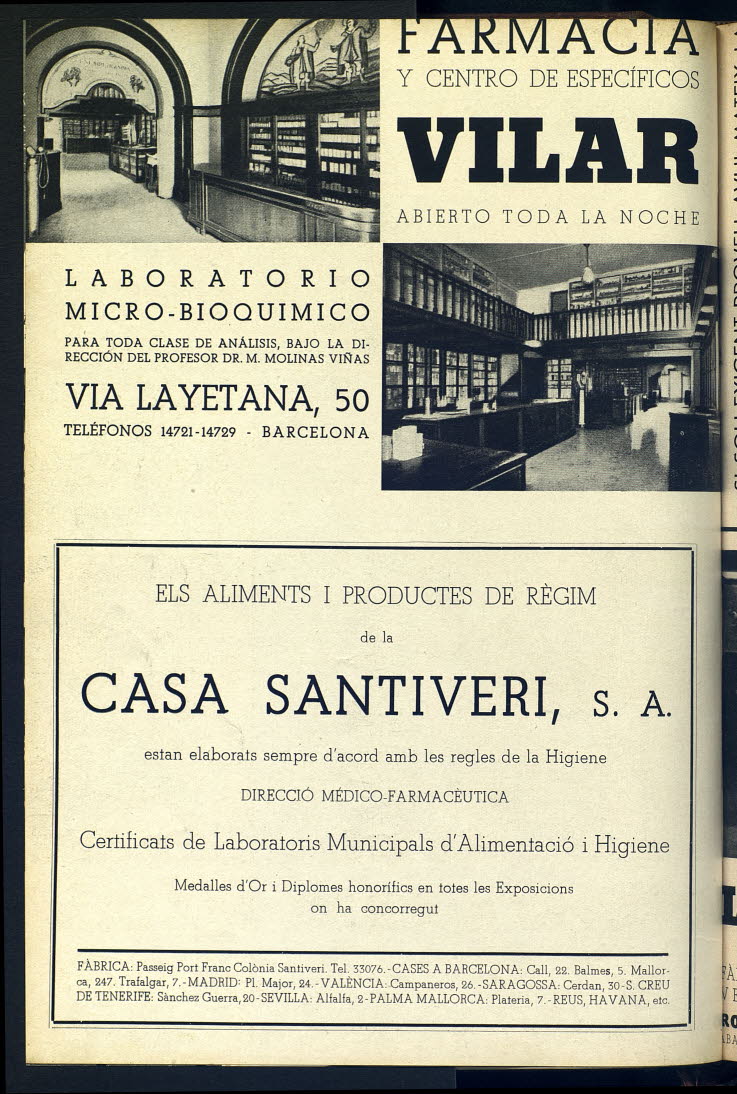 FARMACIA
Y CENTRO DE ESPECÍFICOS
VILAR
ABIERTO TODA LA NOCHE
LABORATORIO
MICRO-BIOQUIMICO
PARA TODA CLASE DE ANÁLISIS, BAJO LA DI-
RECCIÓN DEL PROFESOR DR. M. MOLINAS VIÑAS
VIA LAYETANA, 50
TELÉFONOS 14721-14729 - BARCELONA
ELS ALIMENTS I PRODUCTES DE RÈGIM
de la
CASA SANTIVERI, S. A.
estan elaborats sempre d'acord amb les regles de la Higiene
DIRECCIÓ MÉDICO-FARMACÈUTICA
Certificats de Laboratoris Municipals d'Alimentació i Higiene
Medalles d'Or i Diplomes honorífics en totes les Exposicions
on ha concorregut
FÀBRICA: Passeig Port Franc Colònia Santiveri. Tel. 33076.-CASES A BARCELONA: Call, 22. Balmes, 5. Mallor-
ca, 247. Trafalgar, 7.-MADRID: Pl. Major, 24.-VALÈNCIA: Campaneros, 26.-SARAGOSSA: Cerdan, 30-S. CREU
DE TENERIFE: Sànchez Guerra, 20-SEVILLA: Alfalfa, 2-PALMA MALLORCA: Plateria, 7.-REUS, HAVANA, etc.